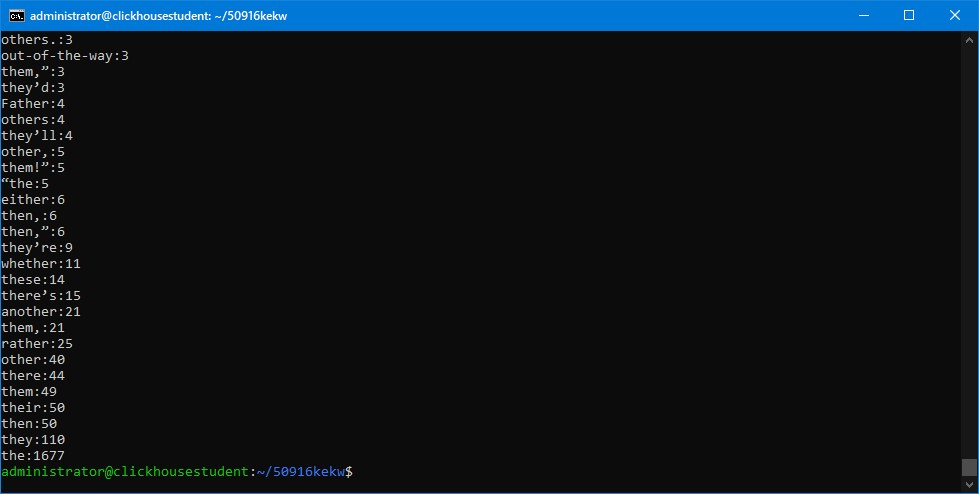 administrator@clickhousestudent: ~/50916kekw
others.:3
out-of-the-way:3
them,”:3
they’d:3
Father:4
others:4
they’ll:4
other,:5
them!”:5
“the:5
either:6
then,:6
then,”:6
they’re:9
whether:11
these:14
there’s:15
another:21
them,:21
rather:25
other:40
there:44
them:49
their:50
then:50
they:110
the:1677
administrator@clickhousestudent:~/50916kekw$